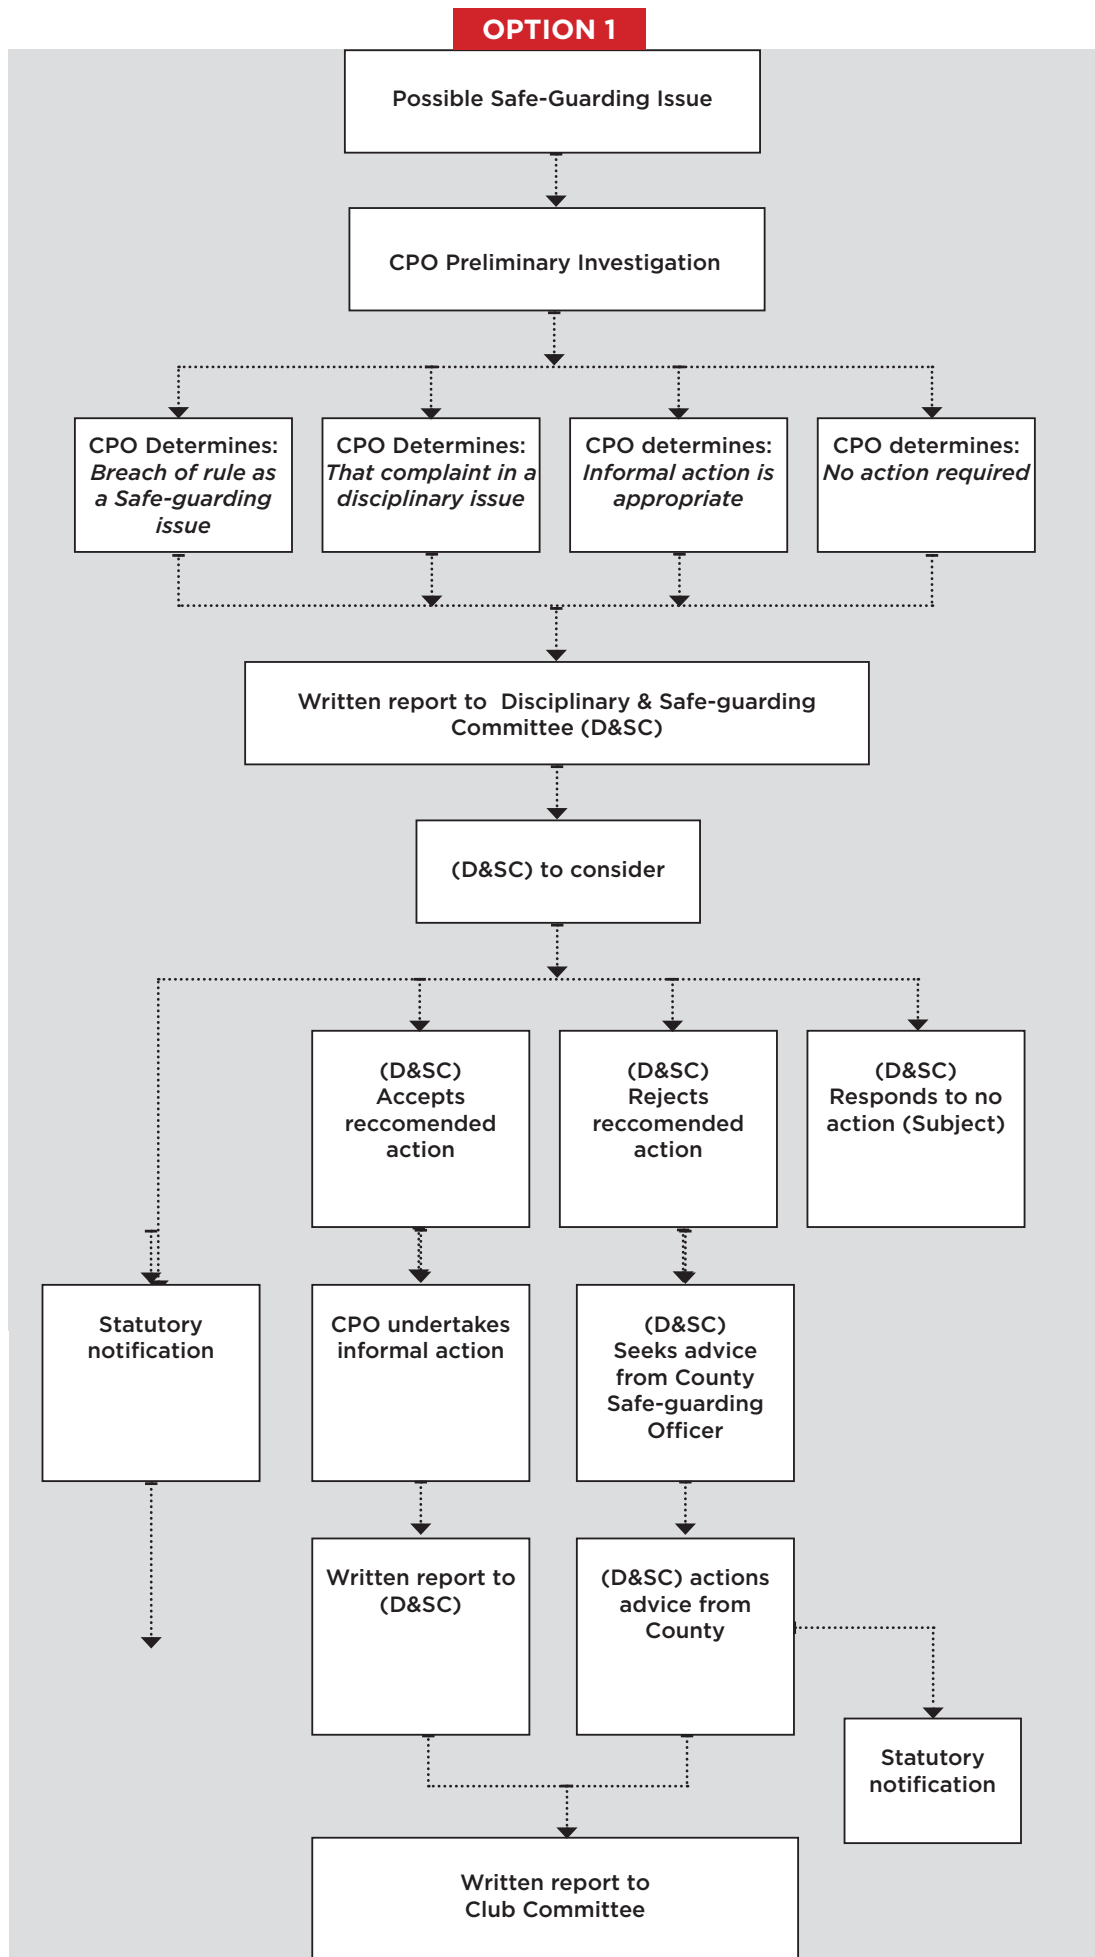 OPTION 1
Possible Safe-Guarding Issue
CPO Preliminary Investigation
CPO Determines:
Breach of rule as
a Safe-guarding
issue
CPO Determines:
That complaint in a
disciplinary issue
CPO determines:
Informal action is
appropriate
CPO determines:
No action required
Written report to Disciplinary & Safe-guarding
Committee (D&SC)
(D&SC) to consider
(D&SC)
Accepts
reccomended
action
(D&SC)
Rejects
reccomended
action
(D&SC)
Responds to no
action (Subject)
Statutory
notification
CPO undertakes
informal action
(D&SC)
Seeks advice
from County
Safe-guarding
Officer
Written report to
(D&SC)
(D&SC) actions
advice from
County
Statutory
notification
Written report to
Club Committee